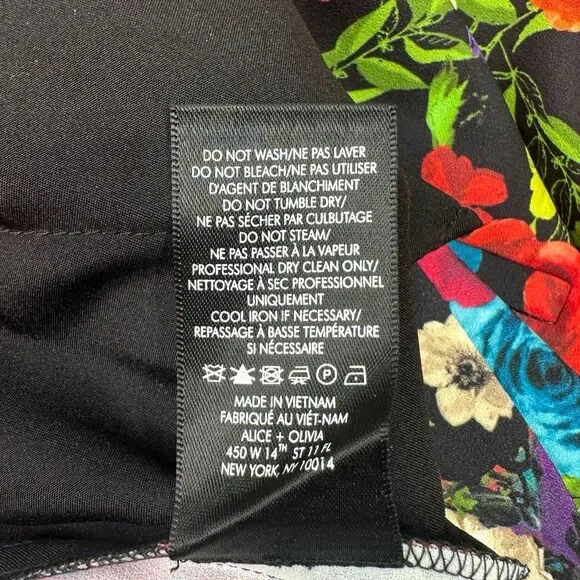 DO NOT WASH/NE PAS LAVER
DO NOT BLEACH/NE PAS UTILISER
D'AGENT DE BLANCHIMENT
DO NOT TUMBLE DRY/
NE PAS SÉCHER PAR CULBUTAGE
DO NOT STEAM/
NE PAS PASSER À LA VAPEUR
PROFESSIONAL DRY CLEAN ONLY/
NETTOYAGE À SEC PROFESSIONNEL
UNIQUEMENT
COOL IRON IF NECESSARY/
REPASSAGE À BASSE TEMPÉRATURE
SI NÉCESSAIRE
P
MADE IN VIETNAM
FABRIQUÉ AU VIÊT-NAM
ALICE + OLIVIA
450 W 14TH ST 11 FL
NEW YORK, NY 10014